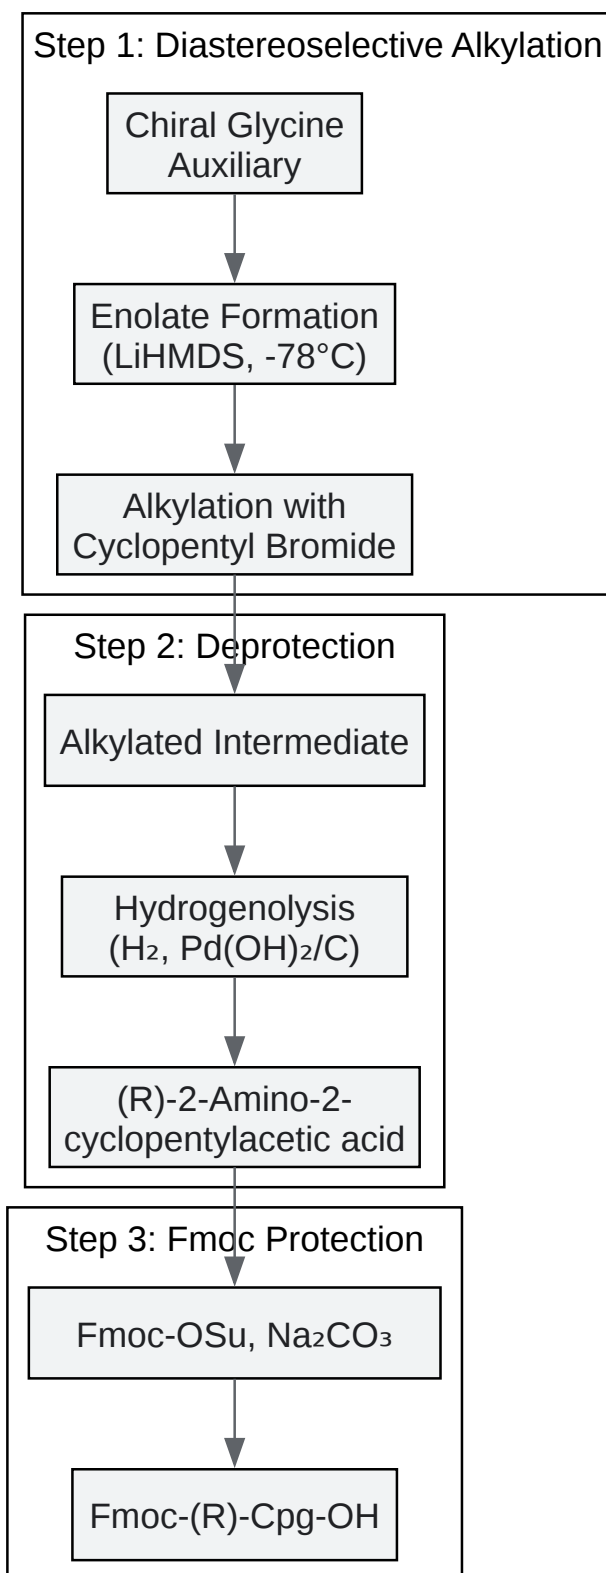 Step 1: Diastereoselective Alkylation
Chiral Glycine
Auxiliary
Enolate Formation
(LiHMDS, -78°C)
Alkylation with
Cyclopentyl Bromide
Step 2: Deprotection
Alkylated Intermediate
Hydrogenolysis
(H₂, Pd(OH)₂/C)
(R)-2-Amino-2-
cyclopentylacetic acid
Step 3: Fmoc Protection
Fmoc-OSu, Na₂CO₃
Fmoc-(R)-Cpg-OH